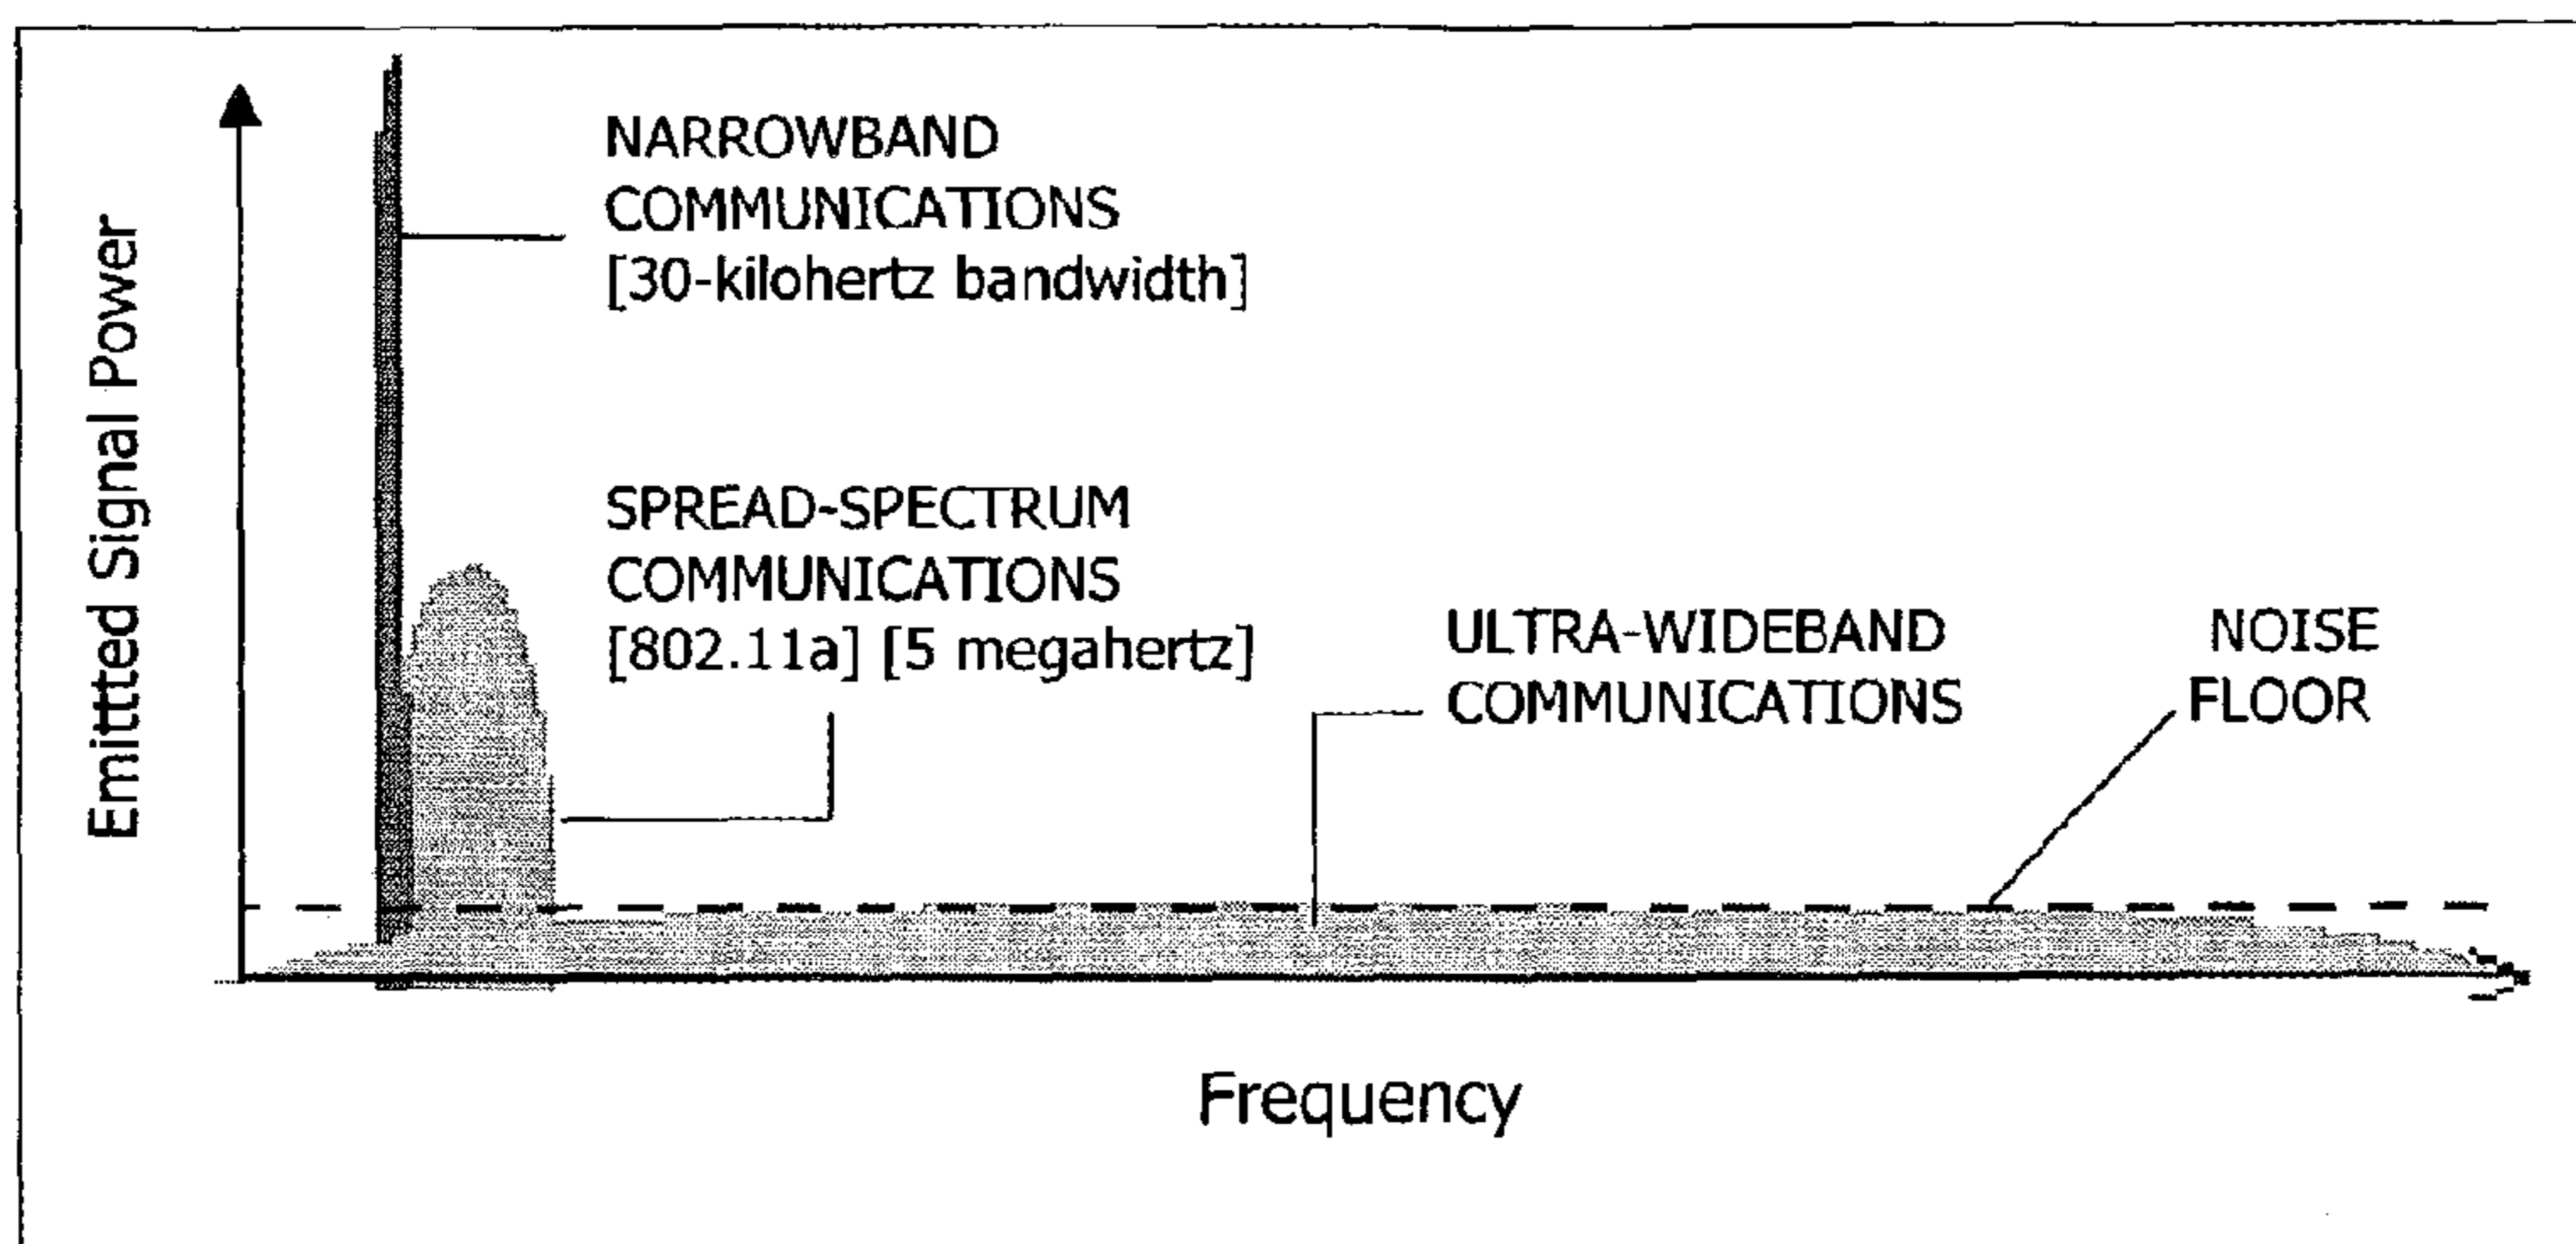 Emittted Signal Power
NARROWBAND
COMMUNICATIONS
[30-kilohertz bandwidth]
SPREAD-SPECTRUM
COMMUNICATIONS
[802.11a] [5 megahertz]
ULTRA-WIDEBAND
COMMUNICATIONS
NOISE
FLOOR
Frequency